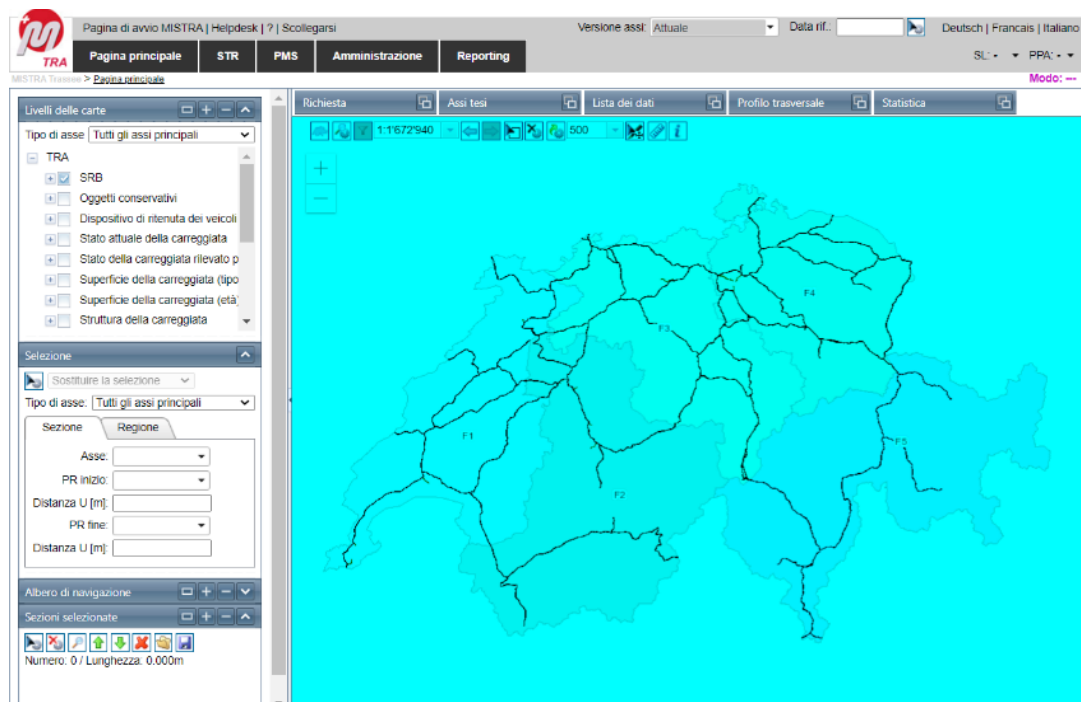 Pagina di avvio MISTRA | Helpdesk | ? | Scollegarsi
Versione assi: Attuale
Data rif.:
Deutsch | Francais | Italiano
TRA
Pagina principale
STR
PMS
Amministrazione
Reporting
SL: - PPA: -
MISTRA Trassee > Pagina principale
Modo: ---
Livelli delle carte
Richiesta
Assi tesi
Lista dei dati
Profilo trasversale
Statistica
Tipo di asse Tutti gli assi principali
1:1'672'940
500
TRA
SRB
Oggetti conservativi
Dispositivo di ritenuta dei veicoli
Stato attuale della carreggiata
Stato della carreggiata rilevato p
Superficie della carreggiata (tipo
Superficie della carreggiata (età)
Struttura della carreggiata
F4
F3
F1
F5
F2
Selezione
Sostituire la selezione
Tipo di asse: Tutti gli assi principali
Sezione
Regione
Asse:
PR inizio:
Distanza U [m]:
PR fine:
Distanza U [m]:
Albero di navigazione
Sezioni selezionate
Numero: 0 / Lunghezza: 0.000m